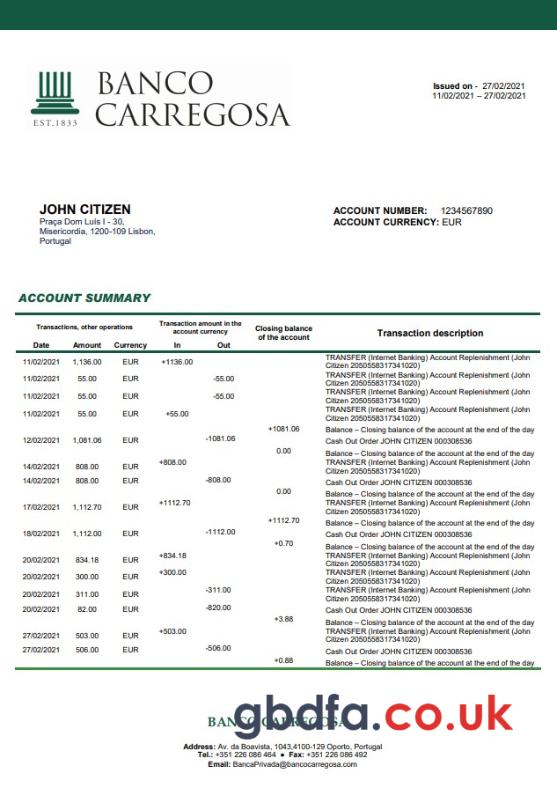 BANCO
CARREGOSA
EST.1833
Issued on - 27/02/2021
11/02/2021 – 27/02/2021
JOHN CITIZEN
Praça Dom Luís I - 30,
Misericordia, 1200-109 Lisbon,
Portugal
ACCOUNT NUMBER: 1234567890
ACCOUNT CURRENCY: EUR
ACCOUNT SUMMARY
Transactions, other operations
Transaction amount in the
account currency
Closing balance
of the account
Transaction description
Date Amount Currency In Out
11/02/2021 1,136.00 EUR +1136.00 TRANSFER (Internet Banking) Account Replenishment (John
Citizen 2050558317341020)
11/02/2021 55.00 EUR -55.00 TRANSFER (Internet Banking) Account Replenishment (John
Citizen 2050558317341020)
11/02/2021 55.00 EUR -55.00 TRANSFER (Internet Banking) Account Replenishment (John
Citizen 2050558317341020)
11/02/2021 55.00 EUR +55.00 TRANSFER (Internet Banking) Account Replenishment (John
Citizen 2050558317341020)
+1081.06 Balance – Closing balance of the account at the end of the day
12/02/2021 1,081.06 EUR -1081.06 Cash Out Order JOHN CITIZEN 000308536
0.00 Balance – Closing balance of the account at the end of the day
14/02/2021 808.00 EUR +808.00 TRANSFER (Internet Banking) Account Replenishment (John
Citizen 2050558317341020)
14/02/2021 808.00 EUR -808.00 Cash Out Order JOHN CITIZEN 000308536
0.00 Balance – Closing balance of the account at the end of the day
17/02/2021 1,112.70 EUR +1112.70 TRANSFER (Internet Banking) Account Replenishment (John
Citizen 2050558317341020)
+1112.70 Balance – Closing balance of the account at the end of the day
18/02/2021 1,112.00 EUR -1112.00 Cash Out Order JOHN CITIZEN 000308536
+0.70 Balance – Closing balance of the account at the end of the day
20/02/2021 834.18 EUR +834.18 TRANSFER (Internet Banking) Account Replenishment (John
Citizen 2050558317341020)
20/02/2021 300.00 EUR +300.00 TRANSFER (Internet Banking) Account Replenishment (John
Citizen 2050558317341020)
20/02/2021 311.00 EUR -311.00 TRANSFER (Internet Banking) Account Replenishment (John
Citizen 2050558317341020)
20/02/2021 82.00 EUR -820.00 Cash Out Order JOHN CITIZEN 000308536
+3.88 Balance – Closing balance of the account at the end of the day
27/02/2021 503.00 EUR +503.00 TRANSFER (Internet Banking) Account Replenishment (John
Citizen 2050558317341020)
27/02/2021 506.00 EUR -506.00 Cash Out Order JOHN CITIZEN 000308536
+0.88 Balance – Closing balance of the account at the end of the day
BANCO CARREGOSA
gbdfa.co.uk
Address: Av. da Boavista, 1043,4100-129 Oporto, Portugal
Tel.: +351 226 086 464 ● Fax: +351 226 086 492
Email: BancaPrivada@bancocarregosa.com